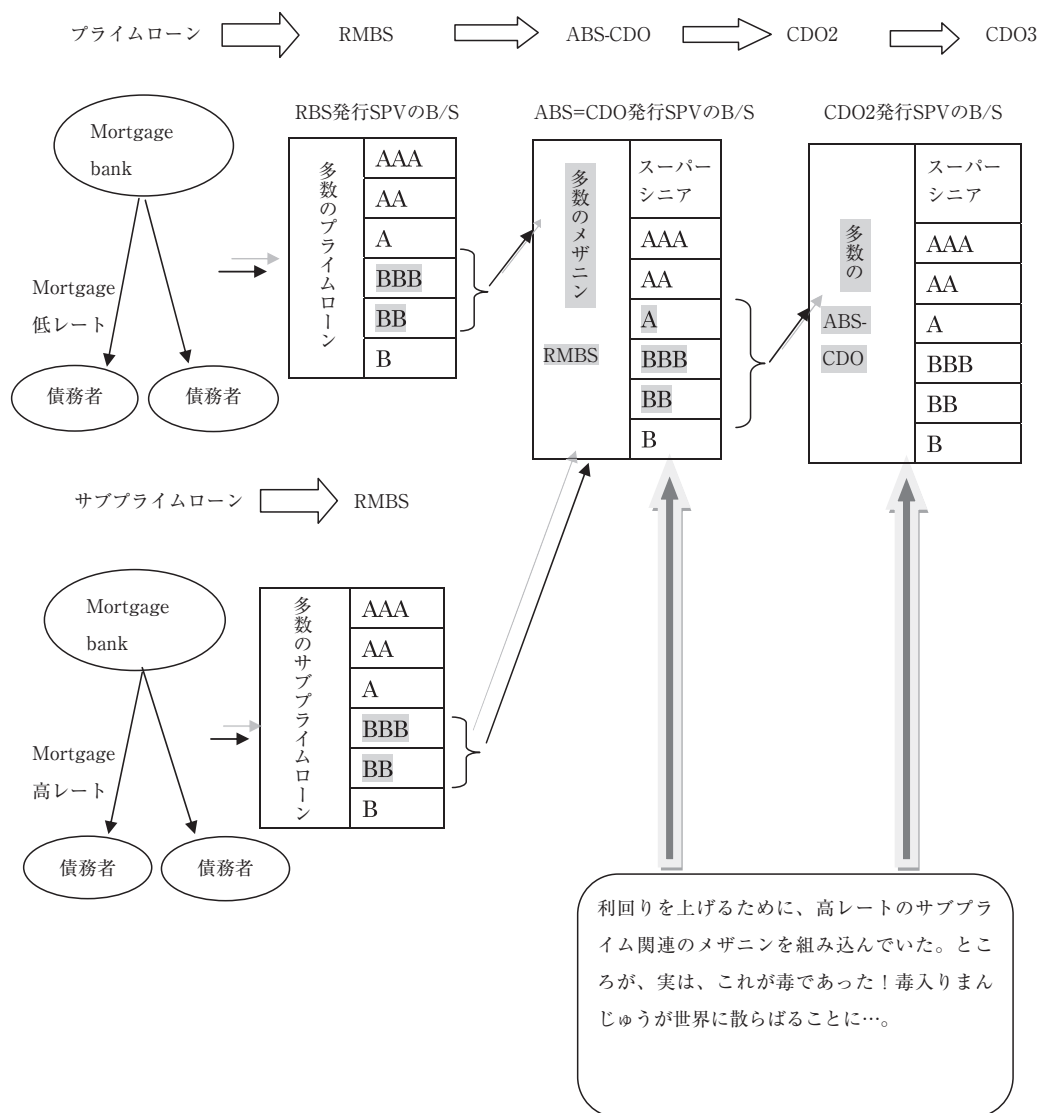 プライムローン
RMBS
ABS-CDO
CDO2
CDO3
RBS発行SPVのB/S
ABS=CDO発行SPVのB/S
CDO2発行SPVのB/S
Mortgage
bank
Mortgage
低レート
債務者
債務者
多数のプライムローン
AAA
AA
A
BBB
BB
B
多数のメザニン
RMBS
スーパー
シニア
AAA
AA
A
BBB
BB
B
多数の
ABS-
CDO
スーパー
シニア
AAA
AA
A
BBB
BB
B
サブプライムローン
RMBS
Mortgage
bank
Mortgage
高レート
債務者
債務者
多数のサブプライムローン
AAA
AA
A
BBB
BB
B
利回りを上げるために、高レートのサブプラ
イム関連のメザニンを組み込んでいた。とこ
ろが、実は、これが毒であった！毒入りまん
じゅうが世界に散らばることに…。